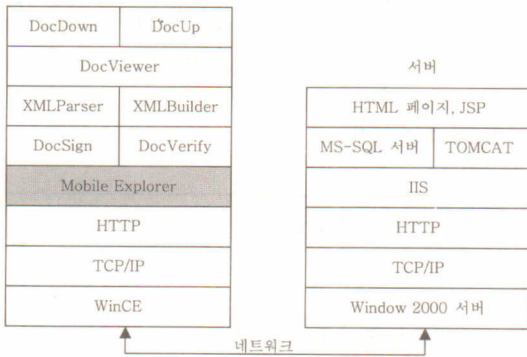 DocDown DocUp
DocViewer
XMLParser XMLBuilder
DocSign DocVerify
Mobile Explorer
HTTP
TCP/IP
WinCE
서버
HTML 페이지, JSP
MS-SQL 서버 TOMCAT
IIS
HTTP
TCP/IP
Window 2000 서버
네트워크